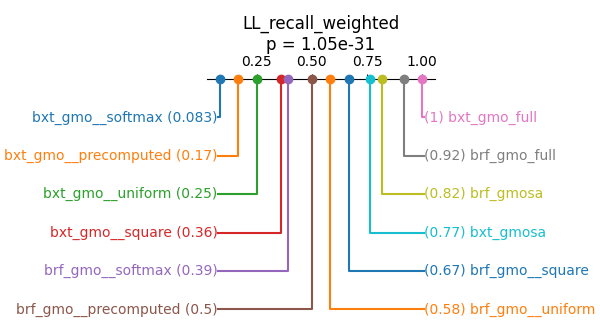 LL_recall_weighted
p = 1.05e-31
0.25 0.50 0.75 1.00
bxt_gmo__softmax (0.083) (1) bxt_gmo_full
bxt_gmo__precomputed (0.17) (0.92) brf_gmo_full
bxt_gmo__uniform (0.25) (0.82) brf_gmosa
bxt_gmo__square (0.36) (0.77) bxt_gmosa
brf_gmo__softmax (0.39) (0.67) brf_gmo__square
brf_gmo__precomputed (0.5) (0.58) brf_gmo__uniform